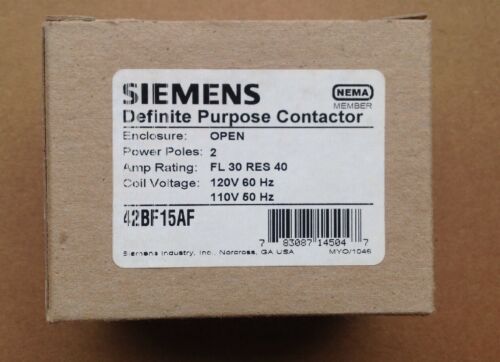 SIEMENS
NEMA
MEMBER
Definite Purpose Contactor
Enclosure: OPEN
Power Poles: 2
Amp Rating: FL 30 RES 40
Coil Voltage: 120V 60 Hz
110V 50 Hz
42BF15AF
7 83087 14504 7
Siemens Industry, Inc., Norcross, GA USA
MYO/1046